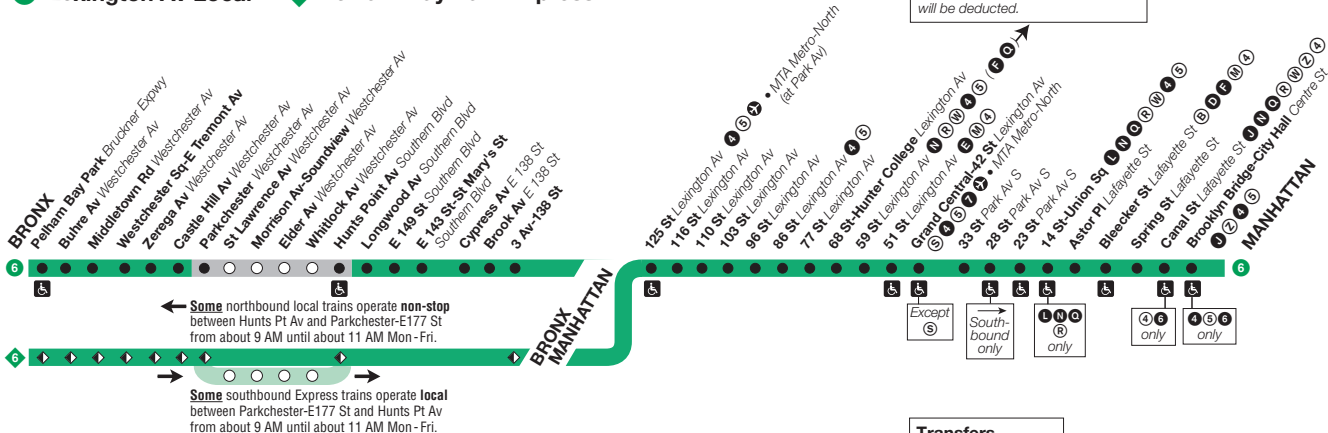 will be deducted.
BRONX
Pelham Bay Park Bruckner Expwy
Buhre Av Westchester Av
Middletown Rd Westchester Av
Westchester Sq-E Tremont Av
Zerega Av Westchester Av
Castle Hill Av Westchester Av
Parkchester Westchester Av
St Lawrence Av Westchester Av
Morrison Av-Soundview Westchester Av
Elder Av Westchester Av
Whitlock Av Westchester Av
Hunts Point Av Southern Blvd
Longwood Av Southern Blvd
E 149 St Southern Blvd
E 143 St-St Mary's St
Southern Blvd
Cypress Av E 138 St
Brook Av E 138 St
3 Av-138 St
125 St Lexington Av 4 5 • MTA Metro-North
(at Park Av)
116 St Lexington Av
110 St Lexington Av
103 St Lexington Av
96 St Lexington Av
86 St Lexington Av 4 5
77 St Lexington Av
68 St-Hunter College Lexington Av
59 St Lexington Av N R W 4 5 (F Q)
51 St Lexington Av E M 4
Grand Central-42 St Lexington Av
S 4 5 7 • MTA Metro-North
33 St Park Av S
28 St Park Av S
23 St Park Av S
14 St-Union Sq L N Q R W 4 5
Astor Pl Lafayette St
Bleecker St Lafayette St B D F M 4
Spring St Lafayette St
Canal St Lafayette St J N Q R W Z 4
Brooklyn Bridge-City Hall Centre St
J Z 4 5
MANHATTAN
6
6
Some northbound local trains operate non-stop
between Hunts Pt Av and Parkchester-E177 St
from about 9 AM until about 11 AM Mon-Fri.
BRONX
MANHATTAN
Except
S
South-
bound
only
L N Q
R
only
4 6
only
4 5 6
only
6
Some southbound Express trains operate local
between Parkchester-E177 St and Hunts Pt Av
from about 9 AM until about 11 AM Mon-Fri.